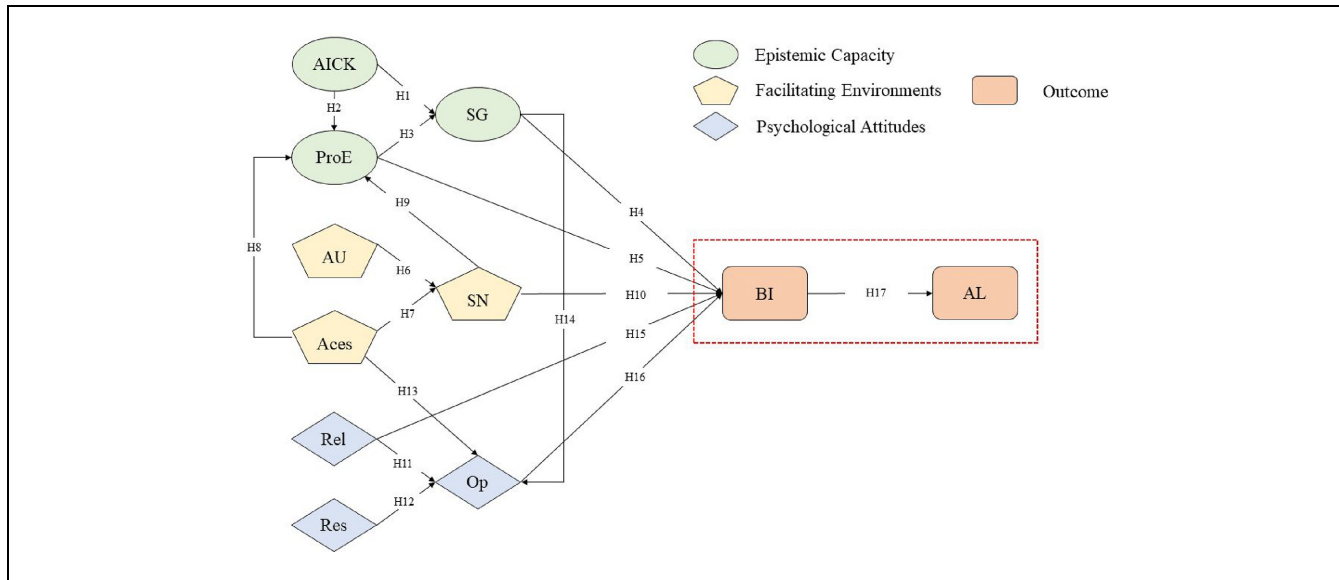 AICK
H1
H2
SG
H3
ProE
H9
H8
AU
H6
SN
H7
Aces
H13
Rel
H11
Op
H12
Res
H14
H4
H5
H10
H15
H16
BI
H17
AL
Epistemic Capacity
Facilitating Environments
Outcome
Psychological Attitudes